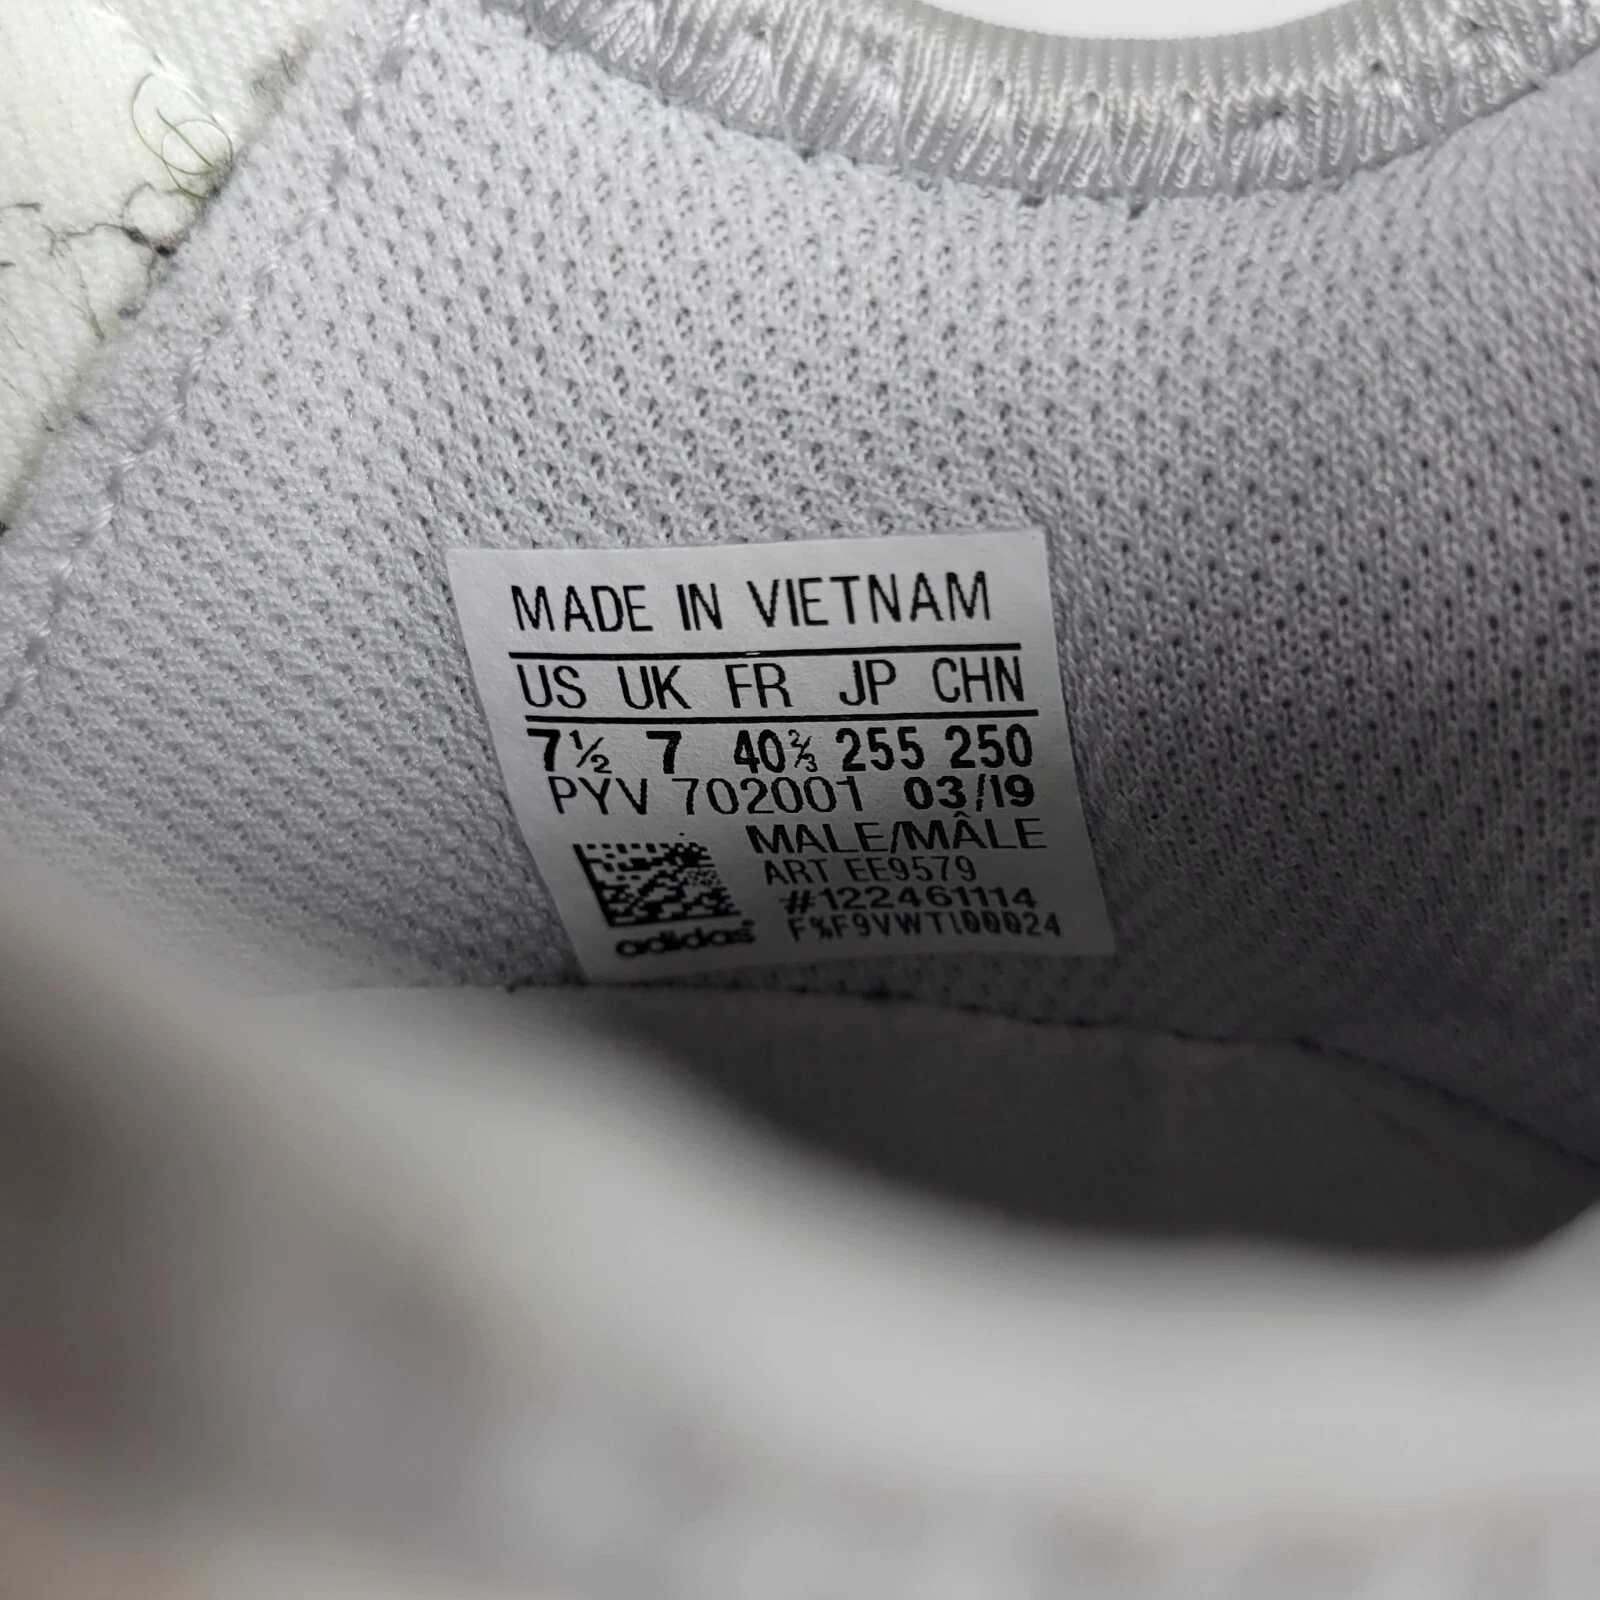 MADE IN VIETNAM
US UK FR JP CHN
7½ 7 40⅔ 255 250
PYV 702001 03/19
MALE/MÂLE
ART EE9579
#122461114
F%F9VWTL00024
adidas